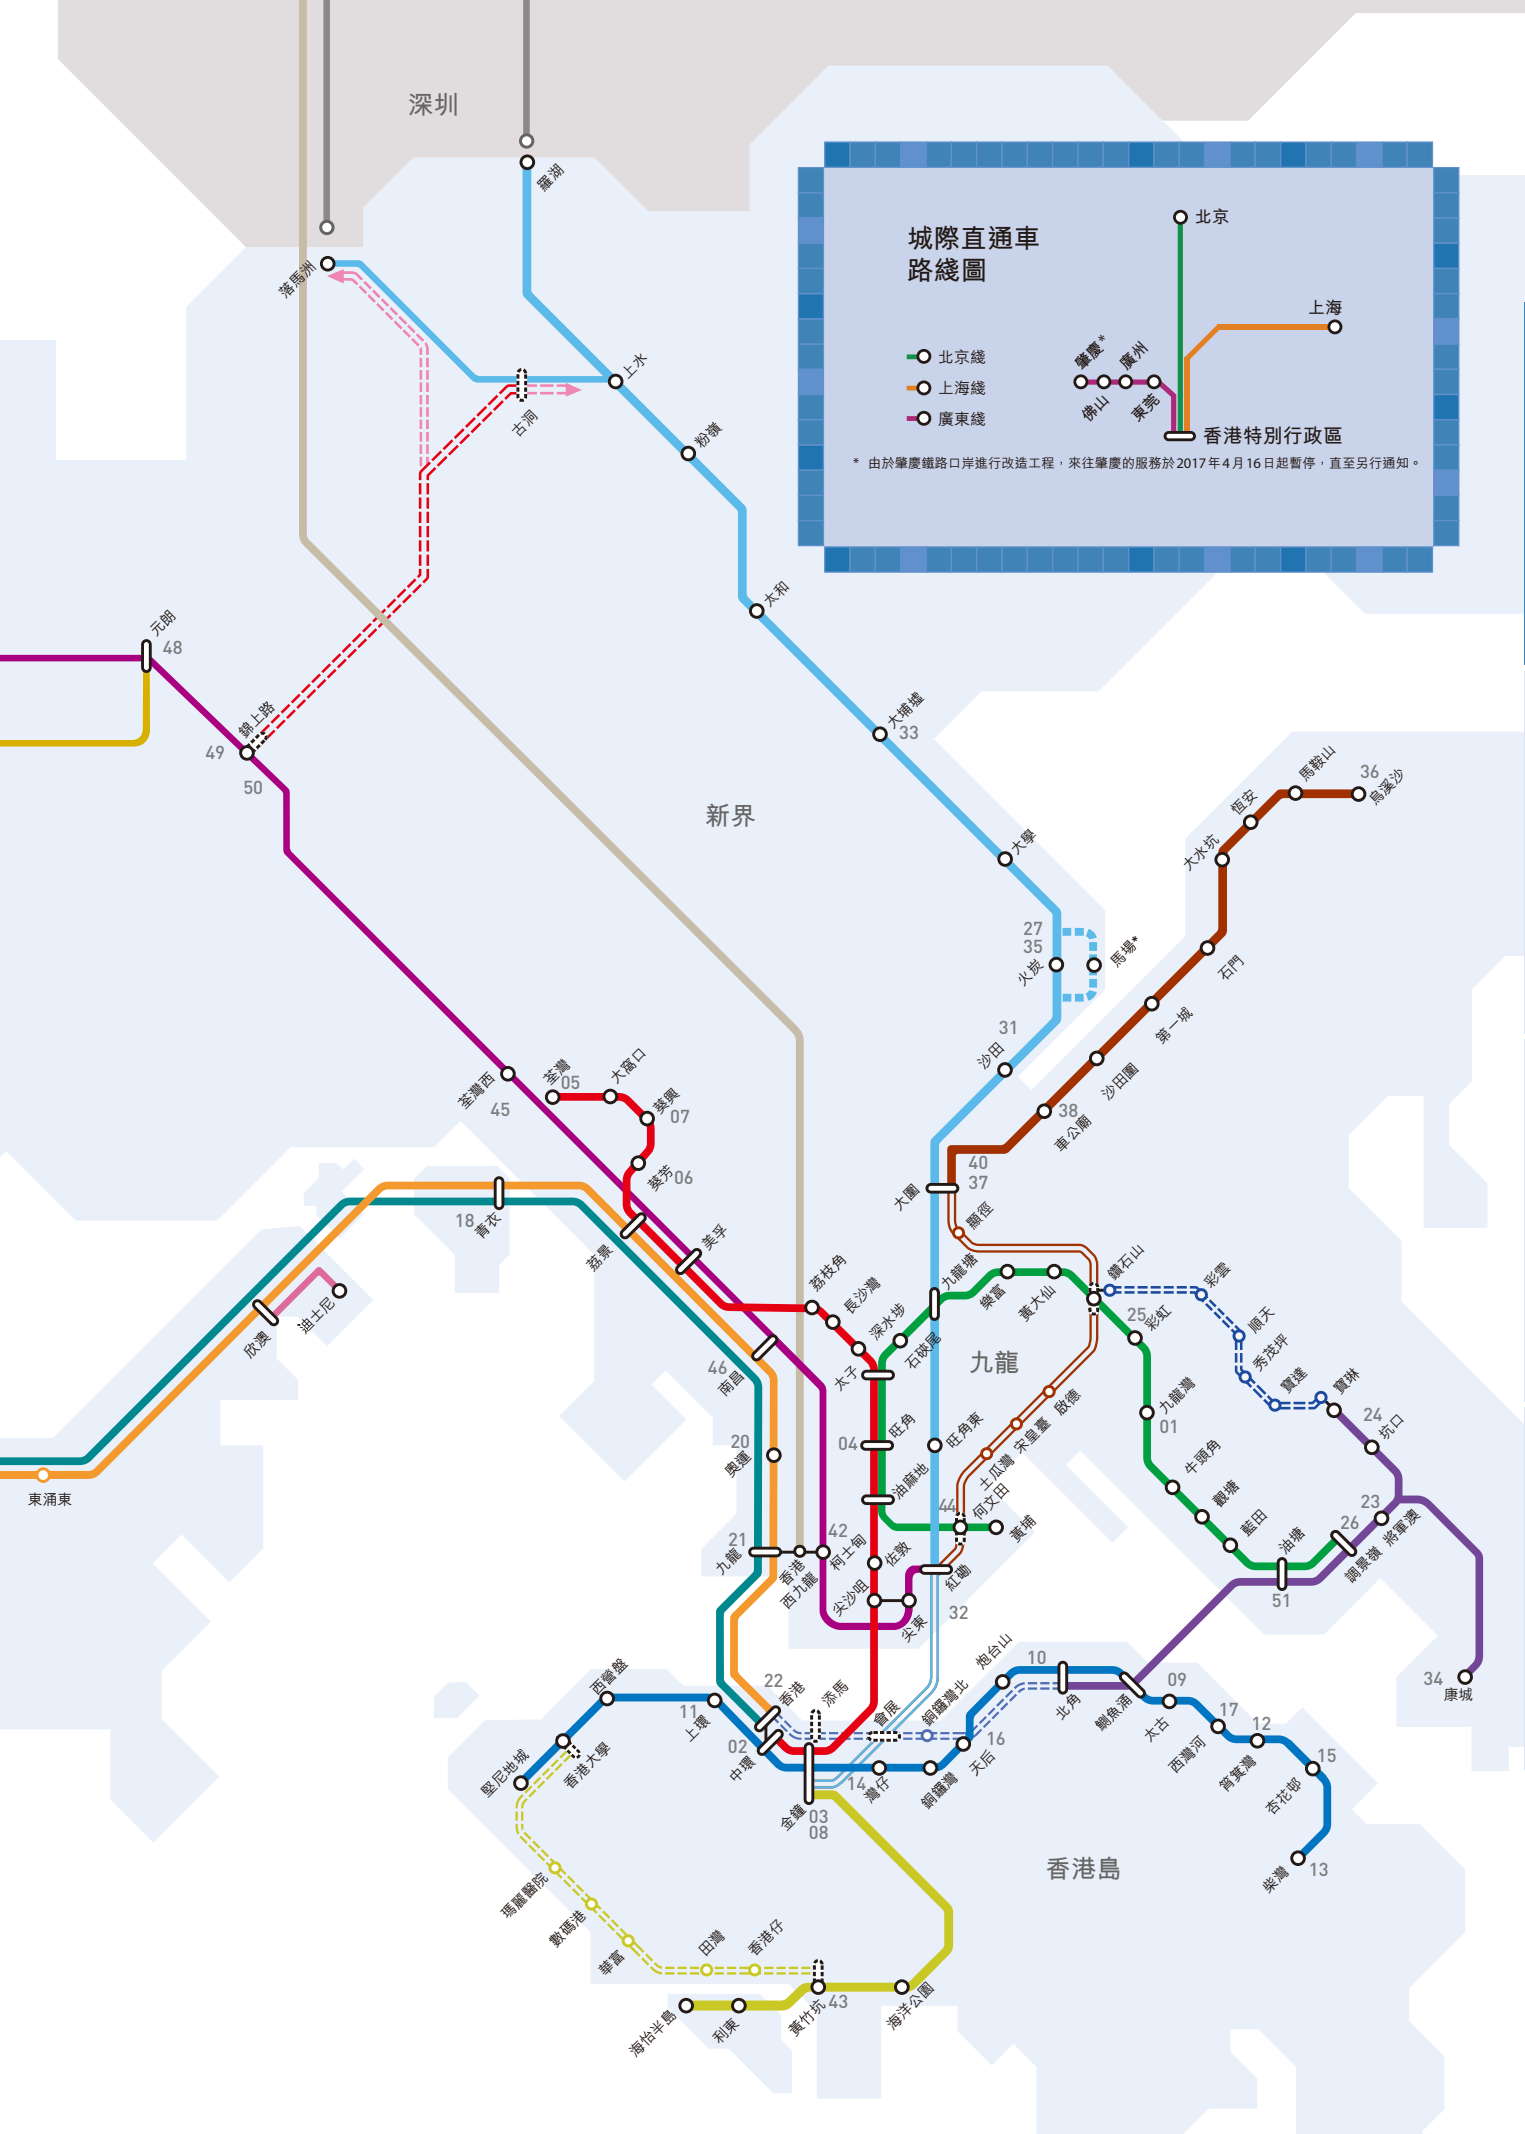 深圳
羅湖
落馬洲
上水
古洞
粉嶺
城際直通車
路綫圖
北京
上海
肇慶*
廣州
佛山
東莞
北京綫
上海綫
廣東綫
香港特別行政區
* 由於肇慶鐵路口岸進行改造工程，來往肇慶的服務於2017年4月16日起暫停，直至另行通知。
太和
元朗
48
錦上路
49
50
大埔墟
33
新界
馬鞍山
36
烏溪沙
恆安
大水坑
大學
27
35
火炭
馬場*
石門
31
第一城
沙田
沙田圍
38
車公廟
荃灣西
45
荃灣
05
大窩口
葵興
07
葵芳
06
40
37
大圍
顯徑
18
青衣
荔景
美孚
荔枝角
長沙灣
深水埗
九龍塘
石硤尾
樂富
黃大仙
鑽石山
彩雲
25
彩虹
順天
秀茂坪
寶達
寶琳
欣澳
迪士尼
46
南昌
太子
九龍
啟德
九龍灣
01
24
坑口
20
奧運
04
旺角
旺角東
宋皇臺
土瓜灣
牛頭角
東涌東
油麻地
44
何文田
黃埔
觀塘
藍田
油塘
26
23
將軍澳
調景嶺
21
九龍
香港
西九龍
42
柯士甸
佐敦
紅磡
尖沙咀
尖東
32
51
西營盤
11
上環
22
香港
添馬
會展
銅鑼灣北
炮台山
10
北角
鰂魚涌
09
太古
34
康城
堅尼地城
香港大學
02
中環
16
天后
17
西灣河
12
筲箕灣
15
杏花邨
金鐘
03
08
14
灣仔
銅鑼灣
香港島
柴灣
13
瑪麗醫院
數碼港
華富
田灣
香港仔
海怡半島
利東
黃竹坑
43
海洋公園